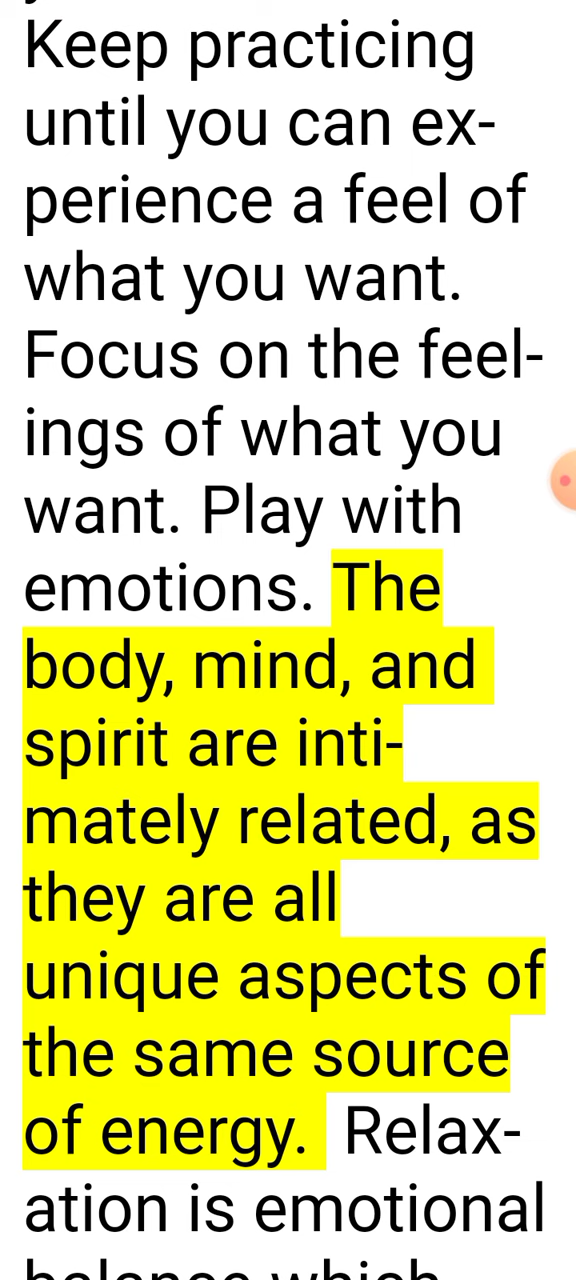 Keep practicing
until you can ex-
perience a feel of
what you want.
Focus on the feel-
ings of what you
want. Play with
emotions. The
body, mind, and
spirit are inti-
mately related, as
they are all
unique aspects of
the same source
of energy. Relax-
ation is emotional
balance which